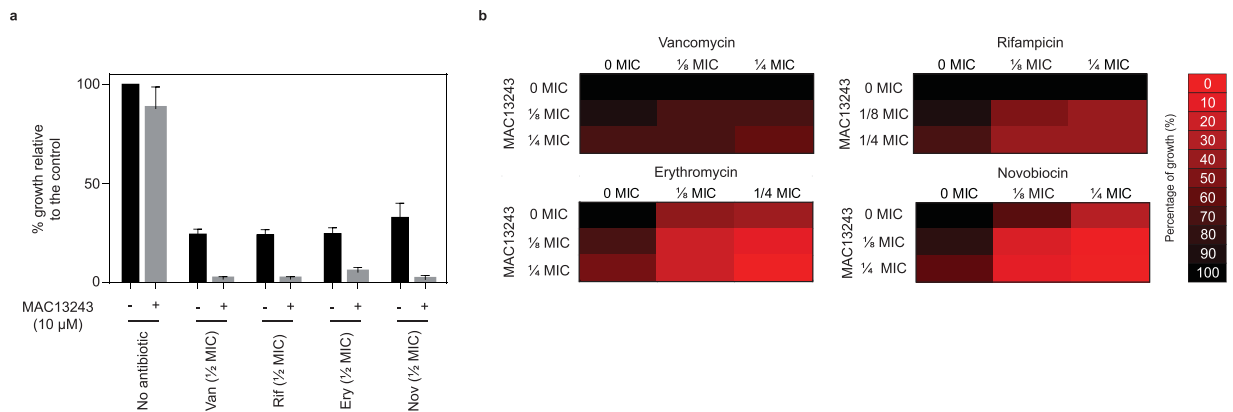 a
% growth relative
to the control
100
50
0
- + - + - + - + - +
MAC13243
(10 µM)
No antibiotic
Van (½ MIC)
Rif (½ MIC)
Ery (½ MIC)
Nov (½ MIC)
b
Vancomycin
0 MIC ⅛ MIC ¼ MIC
MAC13243
0 MIC
⅛ MIC
¼ MIC
Rifampicin
0 MIC ⅛ MIC ¼ MIC
MAC13243
0 MIC
1/8 MIC
1/4 MIC
Erythromycin
0 MIC ⅛ MIC 1/4 MIC
MAC13243
0 MIC
⅛ MIC
¼ MIC
Novobiocin
0 MIC ⅛ MIC ¼ MIC
MAC13243
0 MIC
⅛ MIC
¼ MIC
Percentage of growth (%)
0
10
20
30
40
50
60
70
80
90
100